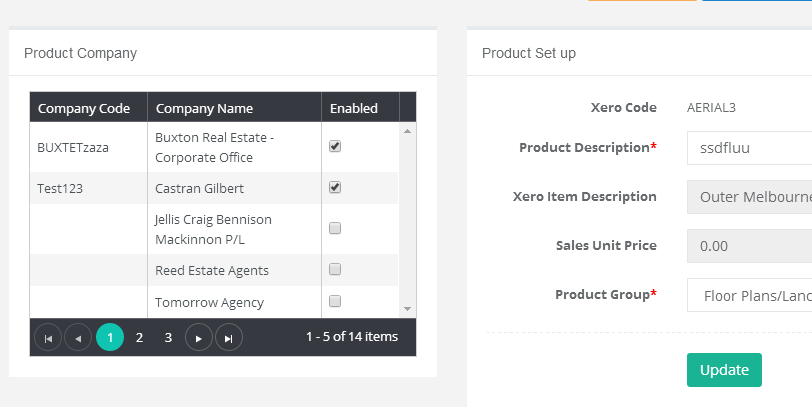 Product Company
Company Code Company Name Enabled
BUXTETzaza Buxton Real Estate -
Corporate Office
Test123 Castran Gilbert
Jellis Craig Bennison
Mackinnon P/L
Reed Estate Agents
Tomorrow Agency
1 2 3 1 - 5 of 14 items
Product Set up
Xero Code AERIAL3
Product Description* ssdfluu
Xero Item Description Outer Melbourne
Sales Unit Price 0.00
Product Group* Floor Plans/Land
Update